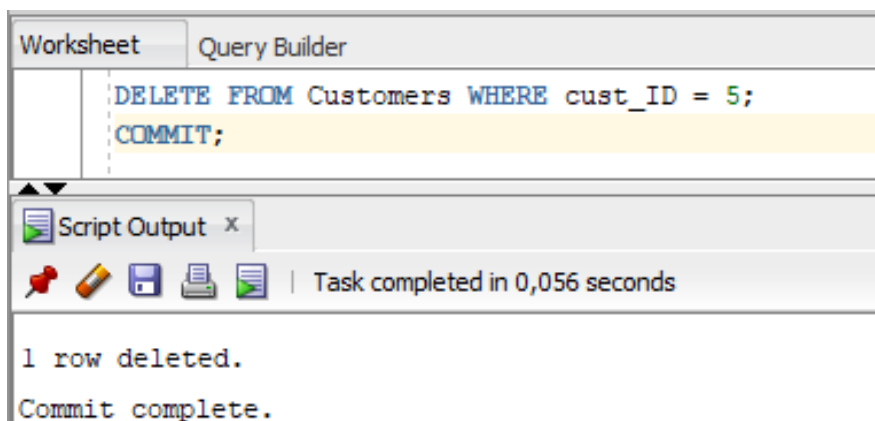 Worksheet Query Builder
DELETE FROM Customers WHERE cust_ID = 5;
COMMIT;
Script Output x
Task completed in 0,056 seconds
1 row deleted.
Commit complete.